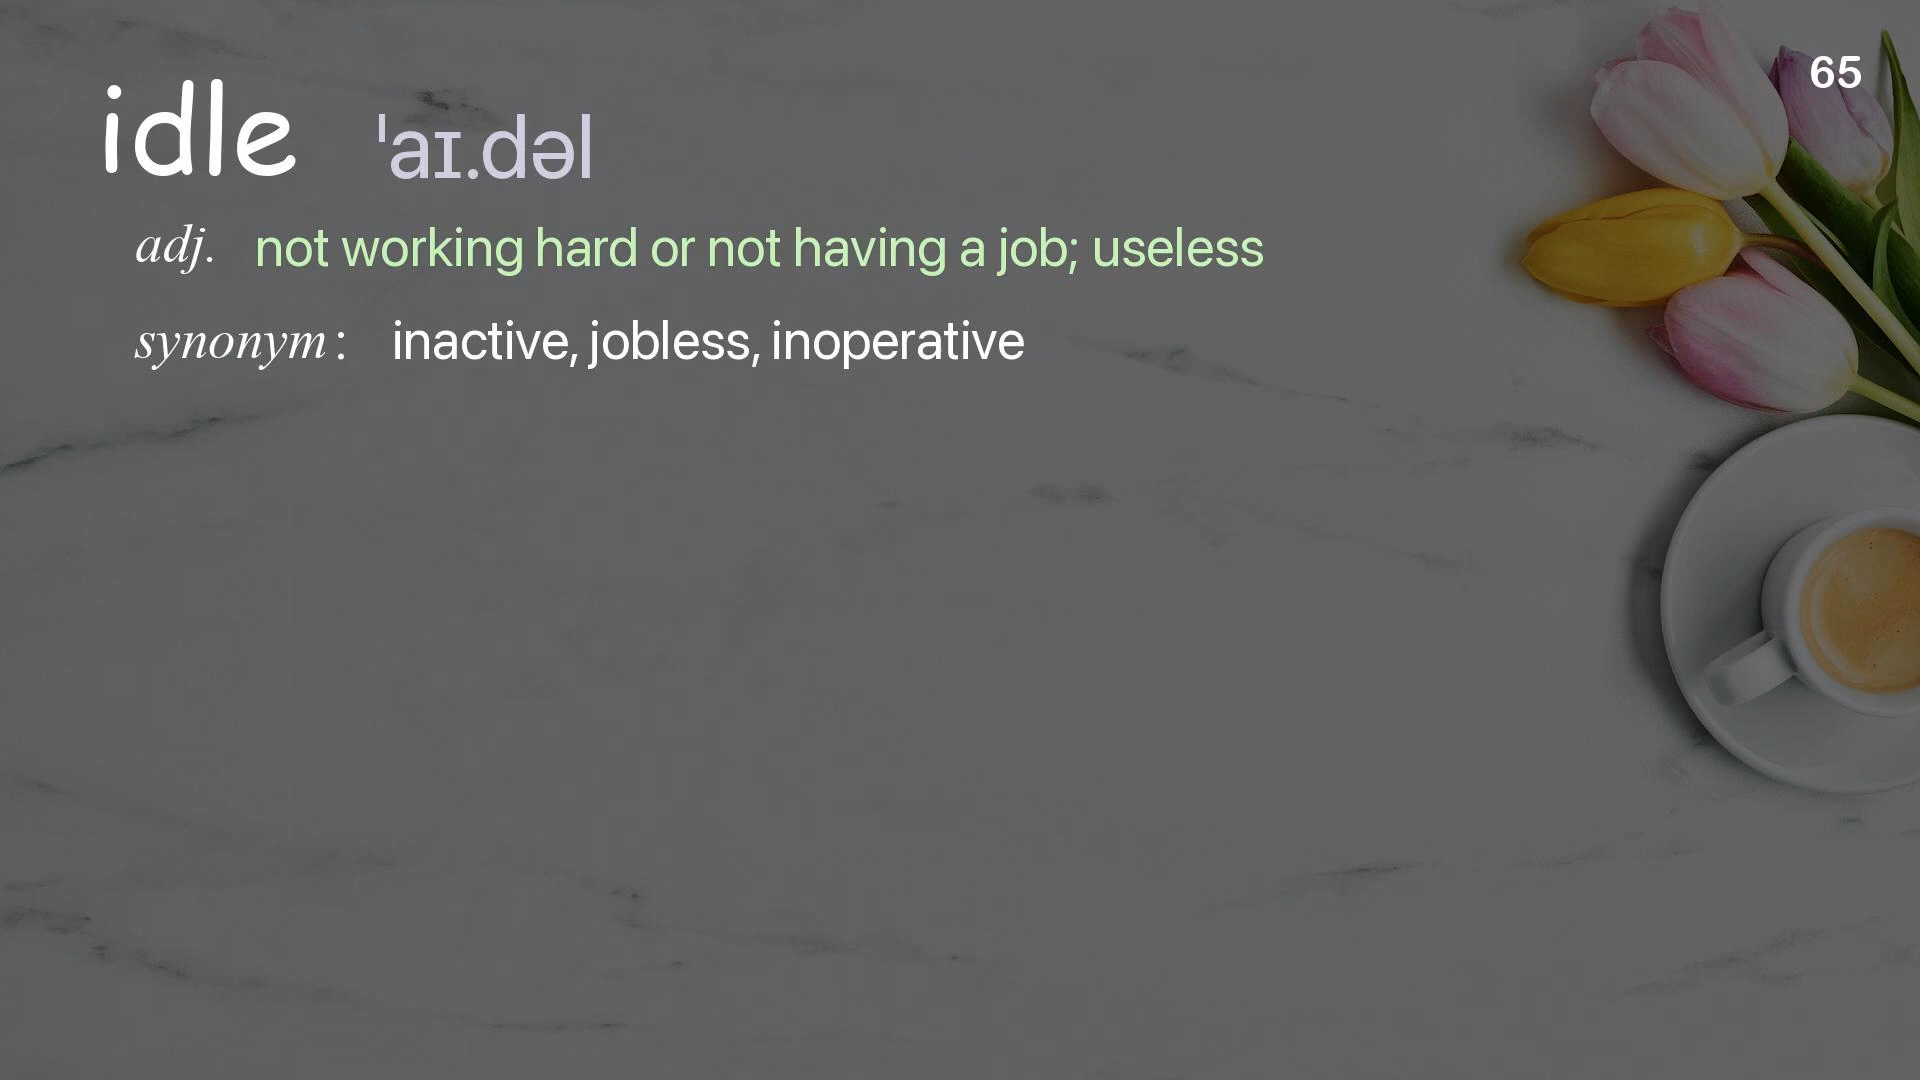 65
idle ˈaɪ.dəl
adj. not working hard or not having a job; useless
synonym: inactive, jobless, inoperative